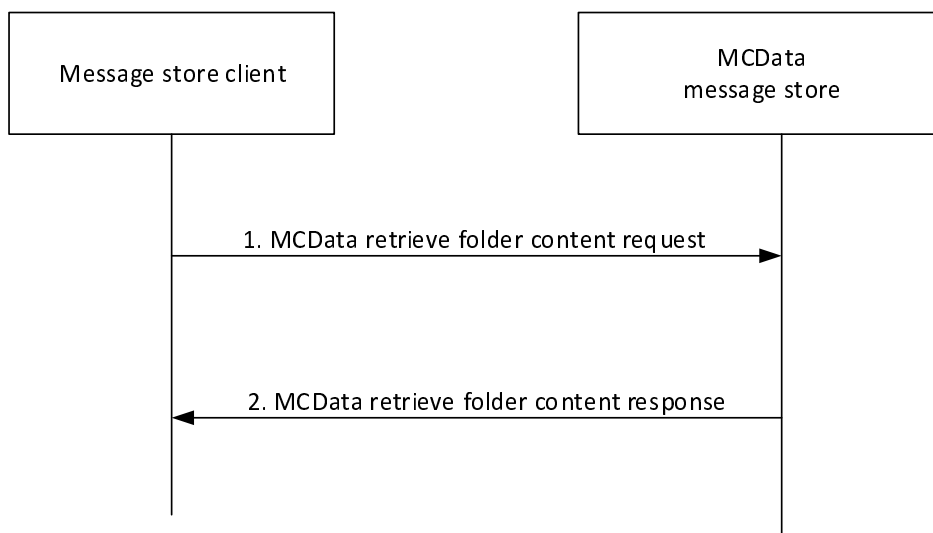 Message store client
MCData
message store
1. MCData retrieve folder content request
2. MCData retrieve folder content response